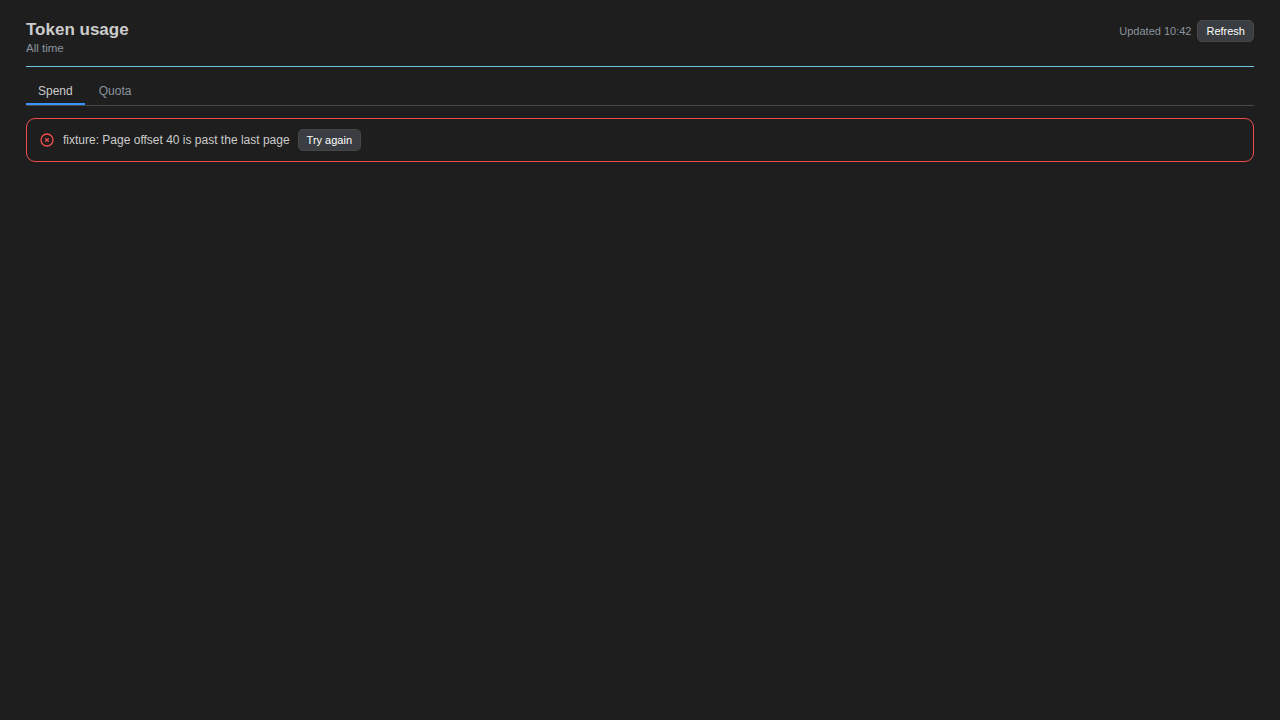 Token usage
All time
Updated 10:42
Refresh
Spend
Quota
fixture: Page offset 40 is past the last page
Try again